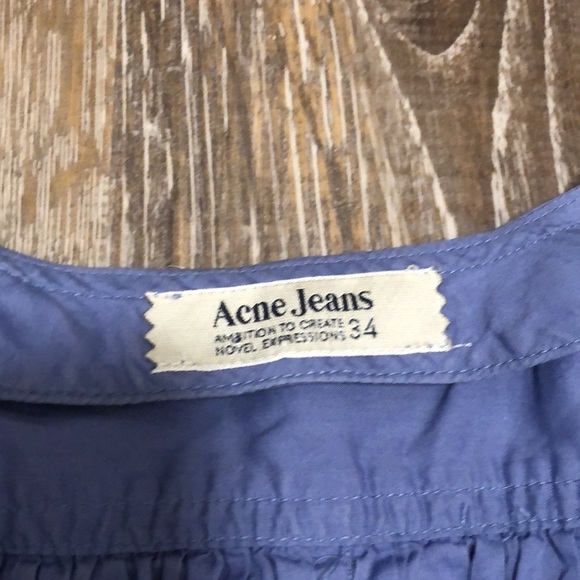 Acne Jeans
AMBITION TO CREATE 34
NOVEL EXPRESSIONS